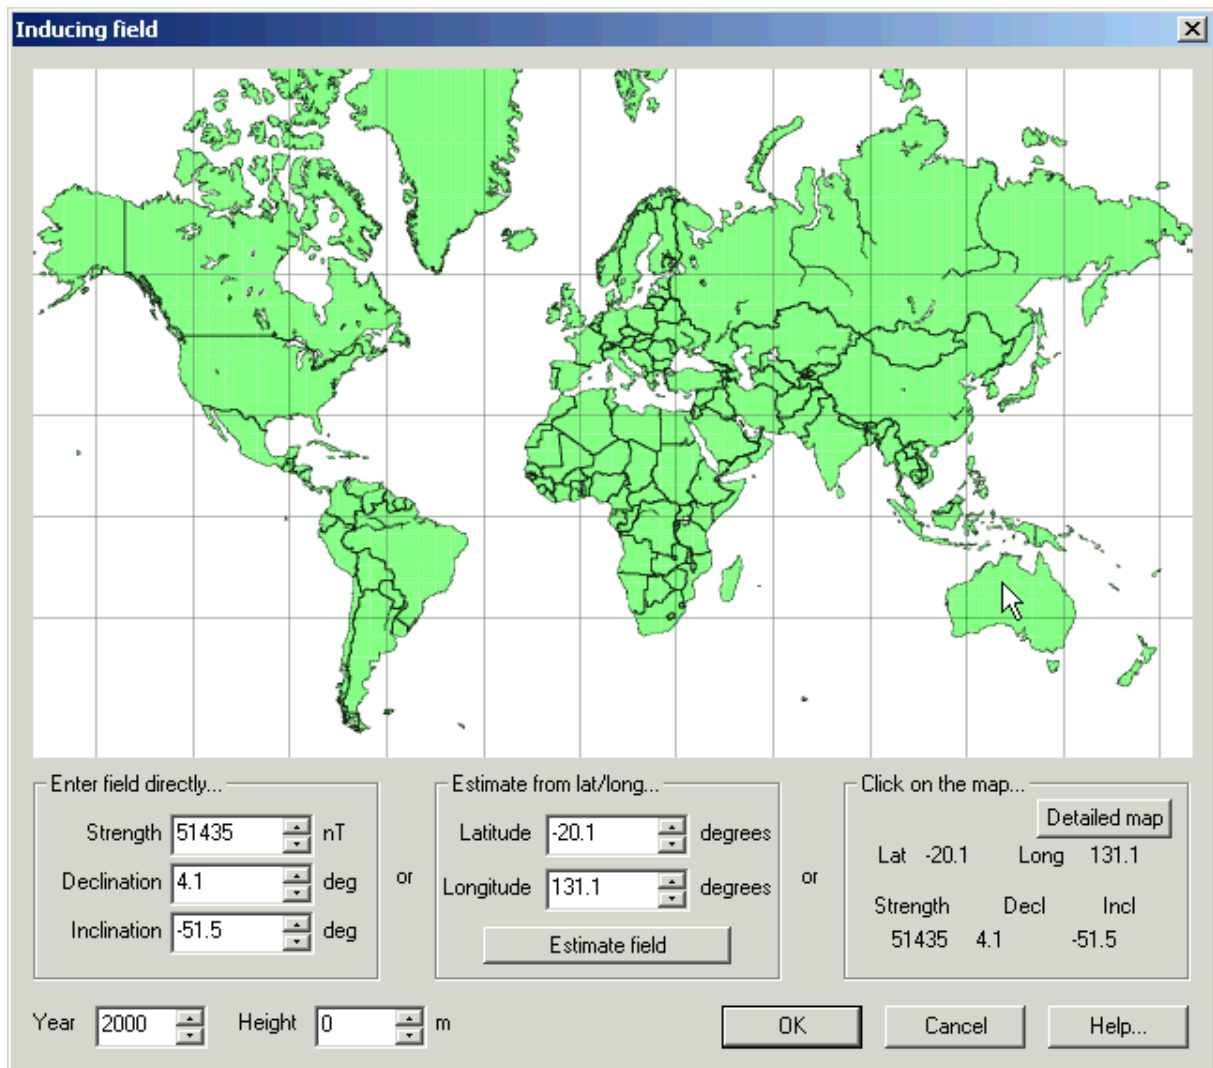 Inducing field
Enter field directly...
Strength 51435 nT
Declination 4.1 deg
Inclination -51.5 deg
or
Estimate from lat/long...
Latitude -20.1 degrees
Longitude 131.1 degrees
Estimate field
or
Click on the map...
Detailed map
Lat -20.1 Long 131.1
Strength Decl Incl
51435 4.1 -51.5
Year 2000 Height 0 m
OK Cancel Help...